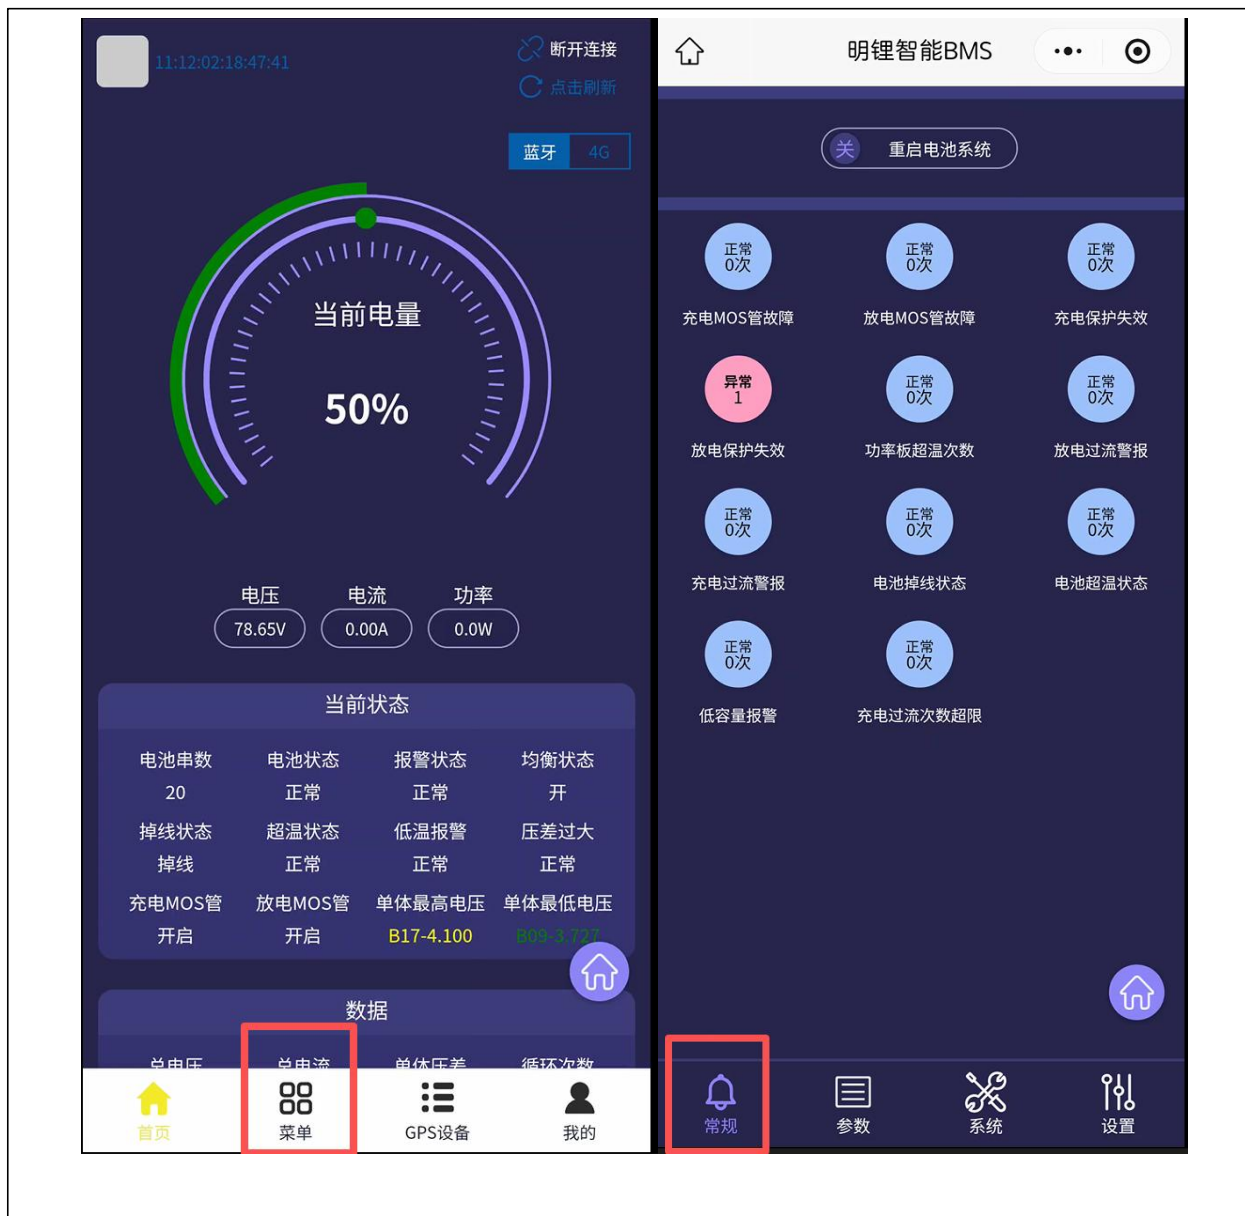 11:12:02:18:47:41
断开连接
点击刷新
蓝牙 4G
当前电量
50%
电压 电流 功率
78.65V 0.00A 0.0W
当前状态
电池串数 电池状态 报警状态 均衡状态
20 正常 正常 开
掉线状态 超温状态 低温报警 压差过大
掉线 正常 正常 正常
充电MOS管 放电MOS管 单体最高电压 单体最低电压
开启 开启 B17-4.100 B09-3.727
数据
总电压 总电流 单体压差 循环次数
首页 菜单 GPS设备 我的
明锂智能BMS
关 重启电池系统
正常 正常 正常
0次 0次 0次
充电MOS管故障 放电MOS管故障 充电保护失效
异常 正常 正常
1 0次 0次
放电保护失效 功率板超温次数 放电过流警报
正常 正常 正常
0次 0次 0次
充电过流警报 电池掉线状态 电池超温状态
正常 正常
0次 0次
低容量报警 充电过流次数超限
常规 参数 系统 设置